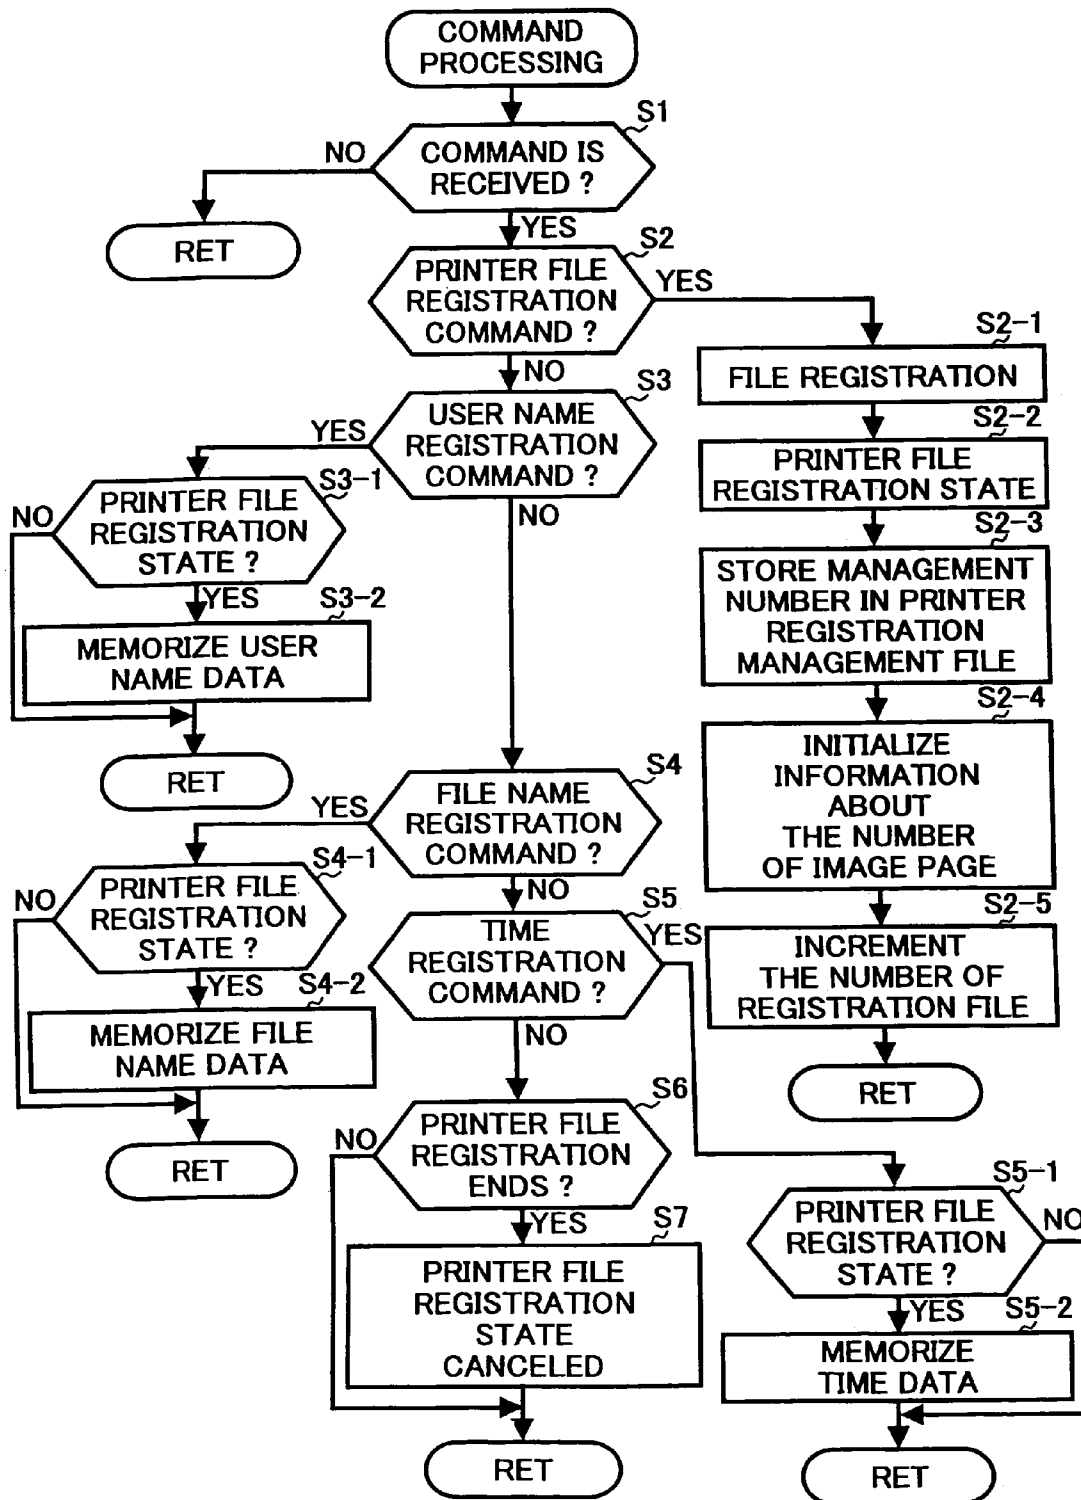 COMMAND
PROCESSING
S1
COMMAND IS
RECEIVED ?
NO
YES
RET
S2
PRINTER FILE
REGISTRATION
COMMAND ?
YES
NO
S2-1
FILE REGISTRATION
S2-2
PRINTER FILE
REGISTRATION STATE
S2-3
STORE MANAGEMENT
NUMBER IN PRINTER
REGISTRATION
MANAGEMENT FILE
S2-4
INITIALIZE
INFORMATION
ABOUT
THE NUMBER
OF IMAGE PAGE
S2-5
INCREMENT
THE NUMBER OF
REGISTRATION FILE
RET
S3
USER NAME
REGISTRATION
COMMAND ?
YES
NO
S3-1
PRINTER FILE
REGISTRATION
STATE ?
NO
YES
S3-2
MEMORIZE USER
NAME DATA
RET
S4
FILE NAME
REGISTRATION
COMMAND ?
YES
NO
S4-1
PRINTER FILE
REGISTRATION
STATE ?
NO
YES
S4-2
MEMORIZE FILE
NAME DATA
RET
S5
TIME
REGISTRATION
COMMAND ?
YES
NO
S5-1
PRINTER FILE
REGISTRATION
STATE ?
NO
YES
S5-2
MEMORIZE
TIME DATA
RET
S6
PRINTER FILE
REGISTRATION
ENDS ?
NO
YES
S7
PRINTER FILE
REGISTRATION
STATE
CANCELED
RET